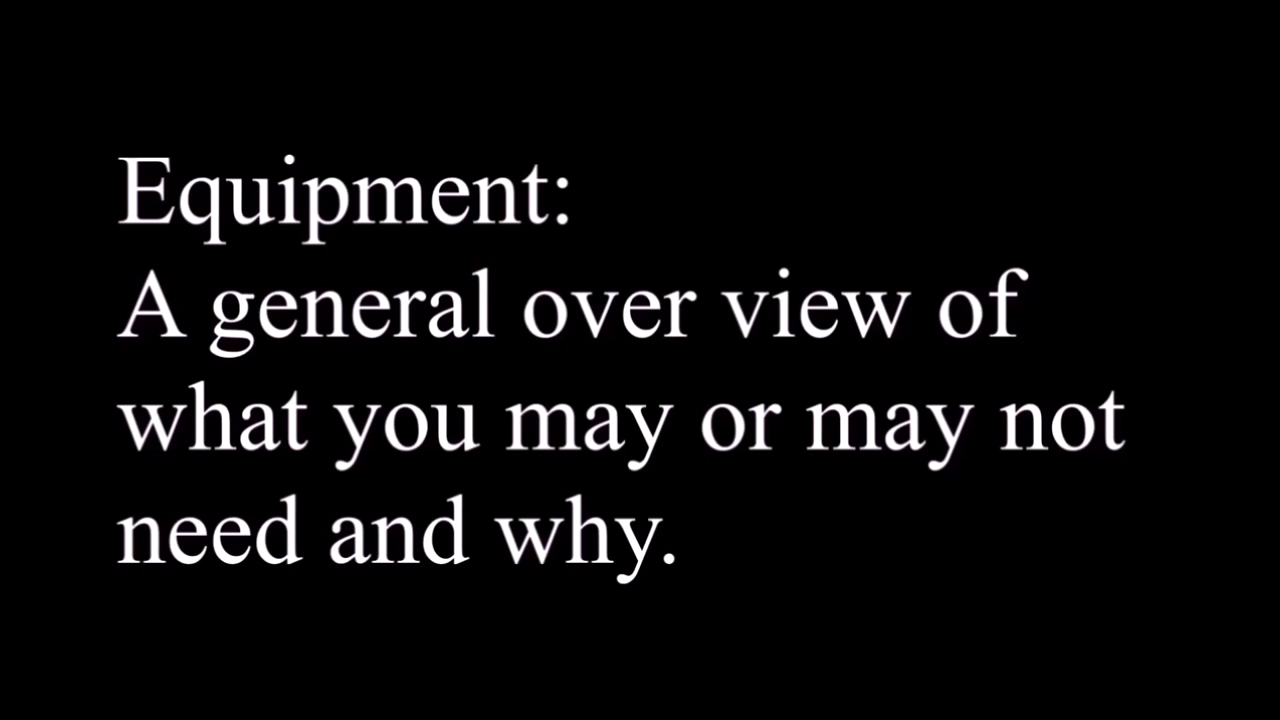 Equipment:
A general over view of
what you may or may not
need and why.